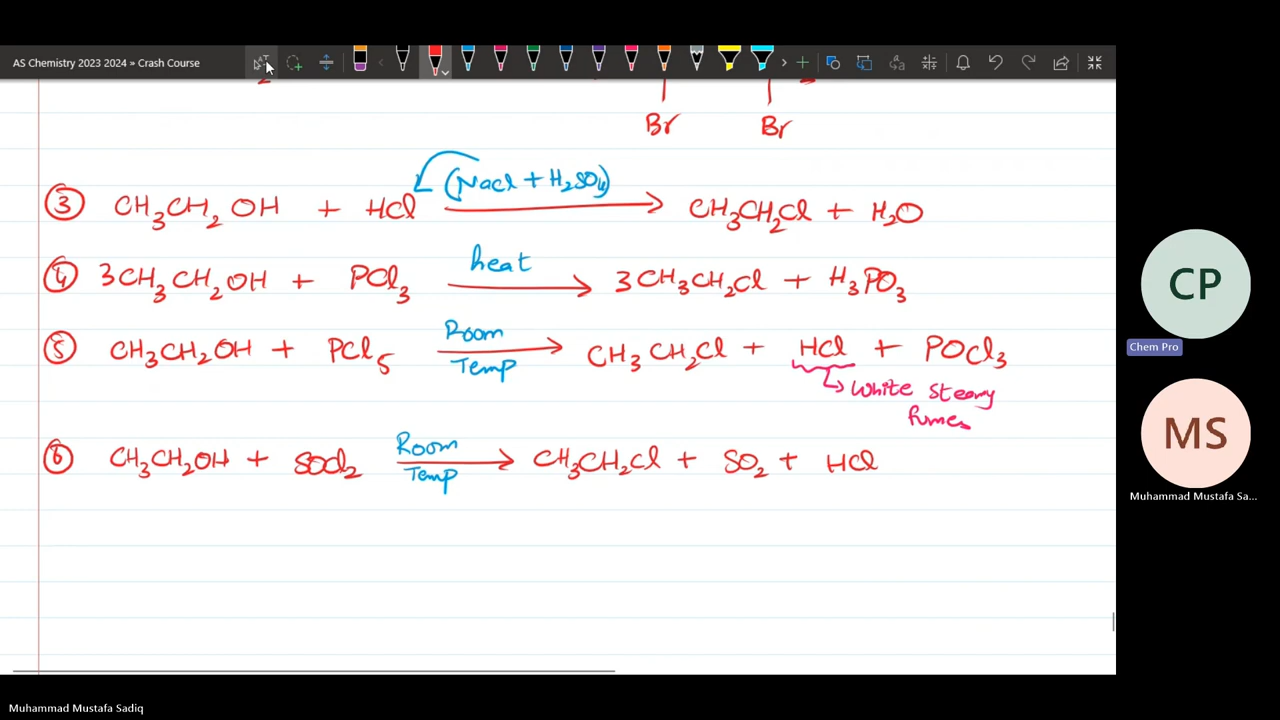 AS Chemistry 2023 2024 » Crash Course
Br Br
③ CH₃CH₂OH + HCl (NaCl + H₂SO₄) → CH₃CH₂Cl + H₂O
④ 3CH₃CH₂OH + PCl₃ heat → 3CH₃CH₂Cl + H₃PO₃
⑤ CH₃CH₂OH + PCl₅ Room Temp → CH₃CH₂Cl + HCl + POCl₃
White steamy
fumes
⑥ CH₃CH₂OH + SOCl₂ Room Temp → CH₃CH₂Cl + SO₂ + HCl
CP
Chem Pro
MS
Muhammad Mustafa Sa...
Muhammad Mustafa Sadiq